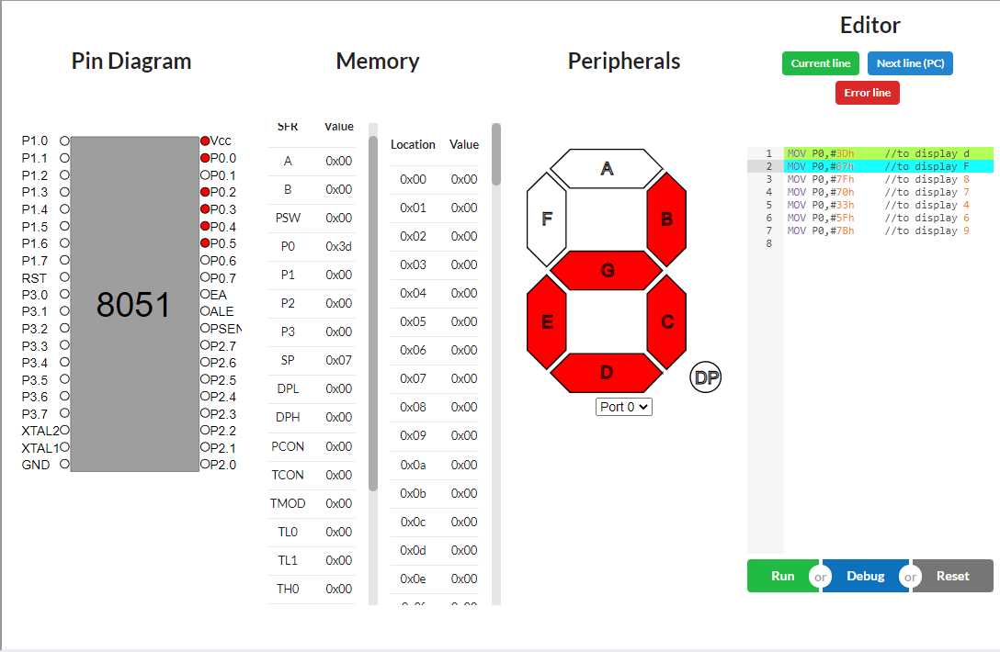 Editor
Pin Diagram
Memory
Peripherals
Current line
Next line (PC)
Error line
P1.0
P1.1
P1.2
P1.3
P1.4
P1.5
P1.6
P1.7
RST
P3.0
P3.1
P3.2
P3.3
P3.4
P3.5
P3.6
P3.7
XTAL2
XTAL1
GND
8051
Vcc
P0.0
P0.1
P0.2
P0.3
P0.4
P0.5
P0.6
P0.7
EA
ALE
PSEN
P2.7
P2.6
P2.5
P2.4
P2.3
P2.2
P2.1
P2.0
SFR Value
A 0x00
B 0x00
PSW 0x00
P0 0x3d
P1 0x00
P2 0x00
P3 0x00
SP 0x07
DPL 0x00
DPH 0x00
PCON 0x00
TCON 0x00
TMOD 0x00
TL0 0x00
TL1 0x00
TH0 0x00
Location Value
0x00 0x00
0x01 0x00
0x02 0x00
0x03 0x00
0x04 0x00
0x05 0x00
0x06 0x00
0x07 0x00
0x08 0x00
0x09 0x00
0x0a 0x00
0x0b 0x00
0x0c 0x00
0x0d 0x00
0x0e 0x00
A
F
B
G
E
C
D
DP
Port 0
1 MOV P0,#3Dh //to display d
2 MOV P0,#47h //to display F
3 MOV P0,#7Fh //to display 8
4 MOV P0,#70h //to display 7
5 MOV P0,#33h //to display 4
6 MOV P0,#5Fh //to display 6
7 MOV P0,#7Bh //to display 9
8
Run or Debug or Reset